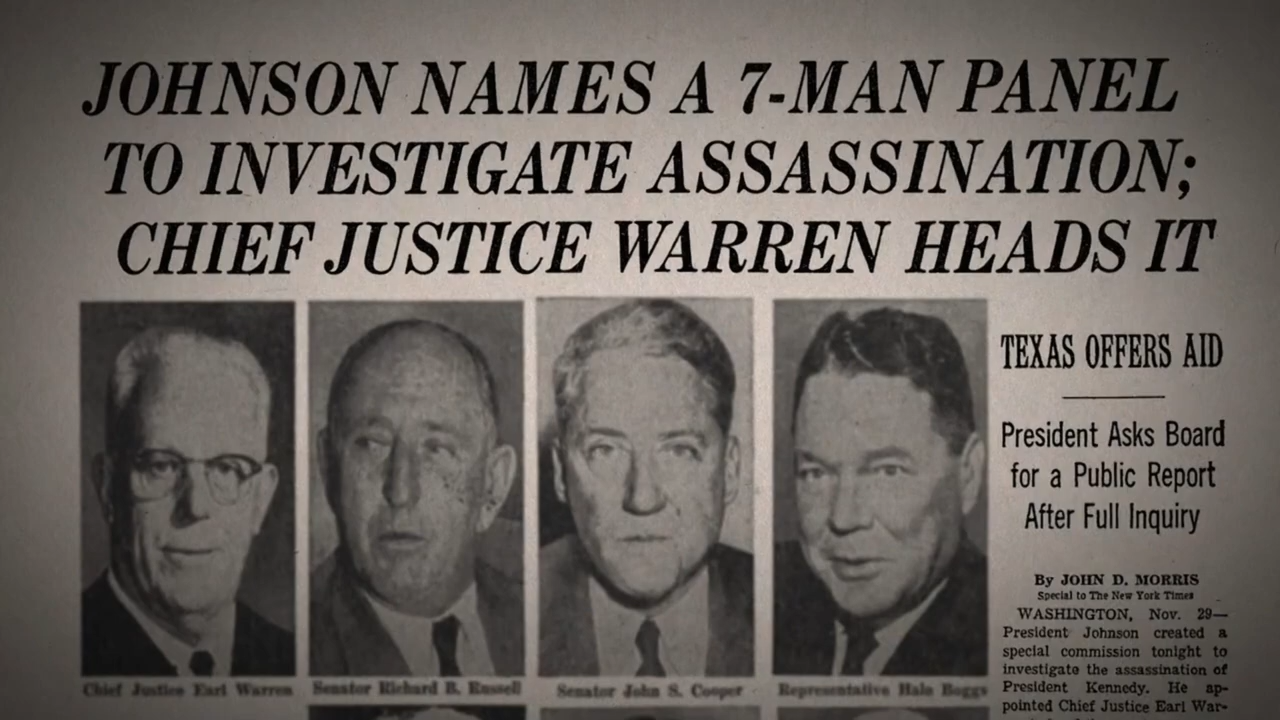 JOHNSON NAMES A 7-MAN PANEL
TO INVESTIGATE ASSASSINATION;
CHIEF JUSTICE WARREN HEADS IT
TEXAS OFFERS AID
President Asks Board
for a Public Report
After Full Inquiry
By JOHN D. MORRIS
Special to The New York Times
WASHINGTON, Nov. 29—
President Johnson created a
special commission tonight to
investigate the assassination of
President Kennedy. He ap-
pointed Chief Justice Earl War-
Chief Justice Earl Warren
Senator Richard B. Russell
Senator John S. Cooper
Representative Hale Boggs